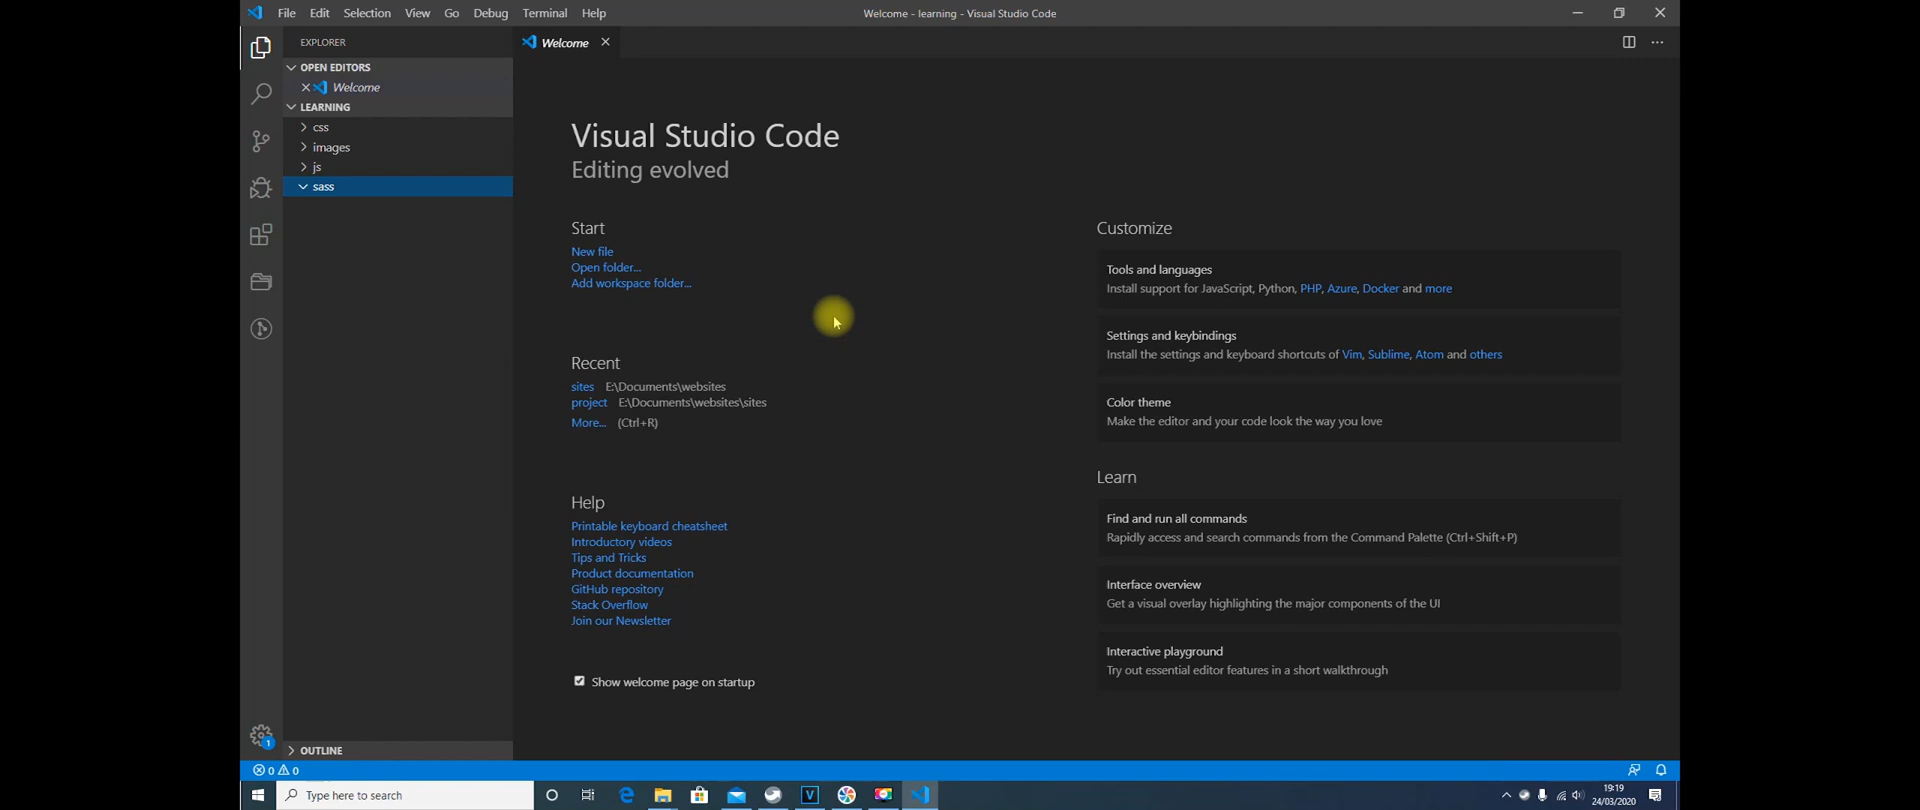 File Edit Selection View Go Debug Terminal Help
Welcome - learning - Visual Studio Code
EXPLORER
OPEN EDITORS
Welcome
LEARNING
css
images
js
sass
OUTLINE
Welcome
Visual Studio Code
Editing evolved
Start
New file
Open folder...
Add workspace folder...
Recent
sites E:\Documents\websites
project E:\Documents\websites\sites
More... (Ctrl+R)
Help
Printable keyboard cheatsheet
Introductory videos
Tips and Tricks
Product documentation
GitHub repository
Stack Overflow
Join our Newsletter
Show welcome page on startup
Customize
Tools and languages
Install support for JavaScript, Python, PHP, Azure, Docker and more
Settings and keybindings
Install the settings and keyboard shortcuts of Vim, Sublime, Atom and others
Color theme
Make the editor and your code look the way you love
Learn
Find and run all commands
Rapidly access and search commands from the Command Palette (Ctrl+Shift+P)
Interface overview
Get a visual overlay highlighting the major components of the UI
Interactive playground
Try out essential editor features in a short walkthrough
1
0 0
Type here to search
V
19:19
24/03/2020